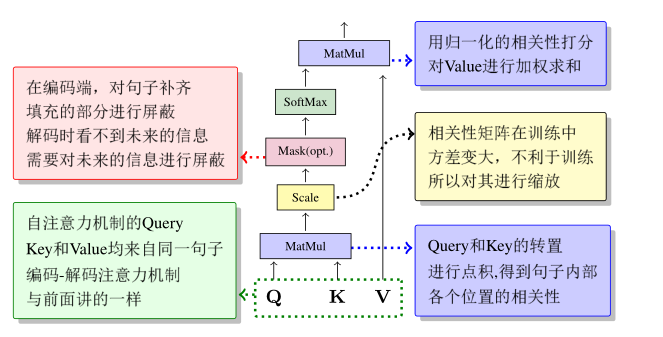 MatMul
用归一化的相关性打分
对Value进行加权求和
在编码端，对句子补齐
填充的部分进行屏蔽
解码时看不到未来的信息
需要对未来的信息进行屏蔽
SoftMax
Mask(opt.)
相关性矩阵在训练中
方差变大，不利于训练
所以对其进行缩放
Scale
自注意力机制的Query
Key和Value均来自同一句子
编码-解码注意力机制
与前面讲的一样
MatMul
Query和Key的转置
进行点积,得到句子内部
各个位置的相关性
Q K V